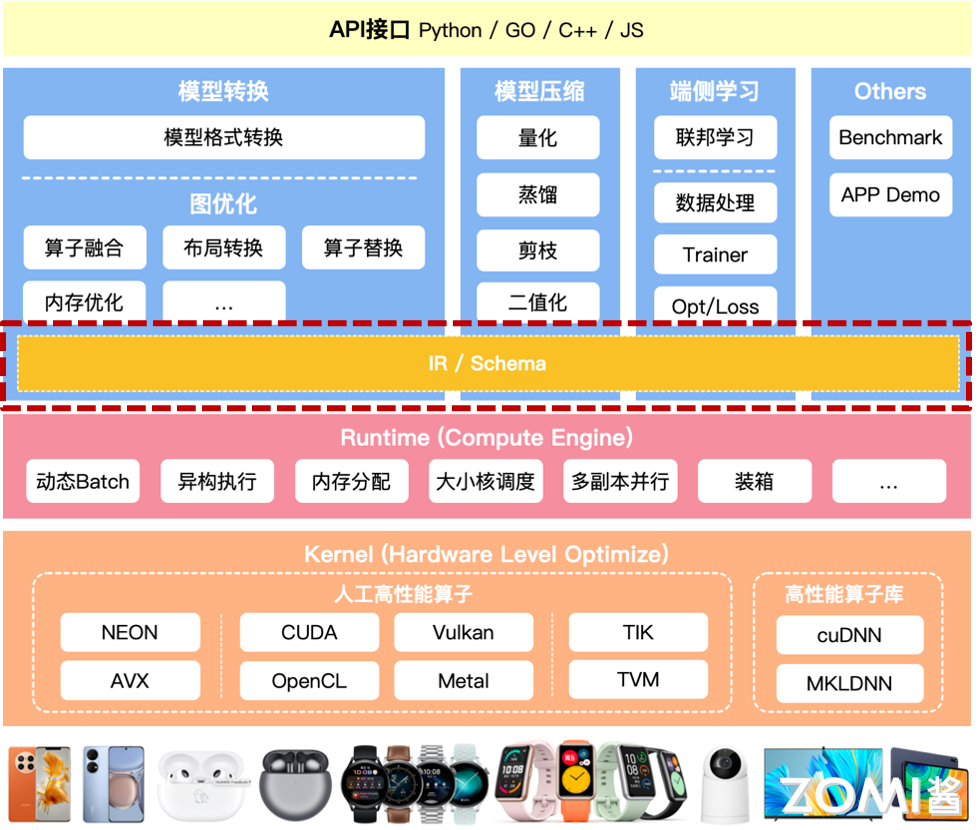 API接口 Python / GO / C++ / JS
模型转换
模型格式转换
图优化
算子融合
布局转换
算子替换
内存优化
...
模型压缩
量化
蒸馏
剪枝
二值化
端侧学习
联邦学习
数据处理
Trainer
Opt/Loss
Others
Benchmark
APP Demo
IR / Schema
Runtime (Compute Engine)
动态Batch
异构执行
内存分配
大小核调度
多副本并行
装箱
...
Kernel (Hardware Level Optimize)
人工高性能算子
NEON
CUDA
Vulkan
TIK
AVX
OpenCL
Metal
TVM
高性能算子库
cuDNN
MKLDNN
ZOMI酱